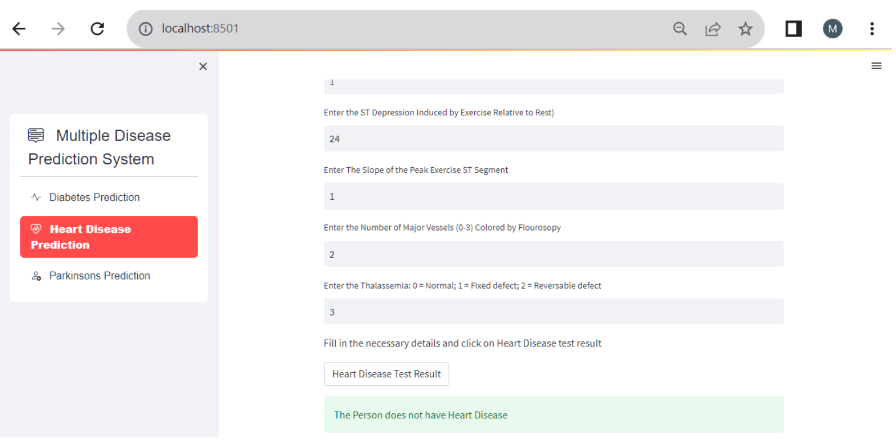 localhost:8501
M
Multiple Disease
Prediction System
Diabetes Prediction
Heart Disease
Prediction
Parkinsons Prediction
1
Enter the ST Depression Induced by Exercise Relative to Rest)
24
Enter The Slope of the Peak Exercise ST Segment
1
Enter the Number of Major Vessels (0-3) Colored by Flourosopy
2
Enter the Thalassemia: 0 = Normal; 1 = Fixed defect; 2 = Reversable defect
3
Fill in the necessary details and click on Heart Disease test result
Heart Disease Test Result
The Person does not have Heart Disease